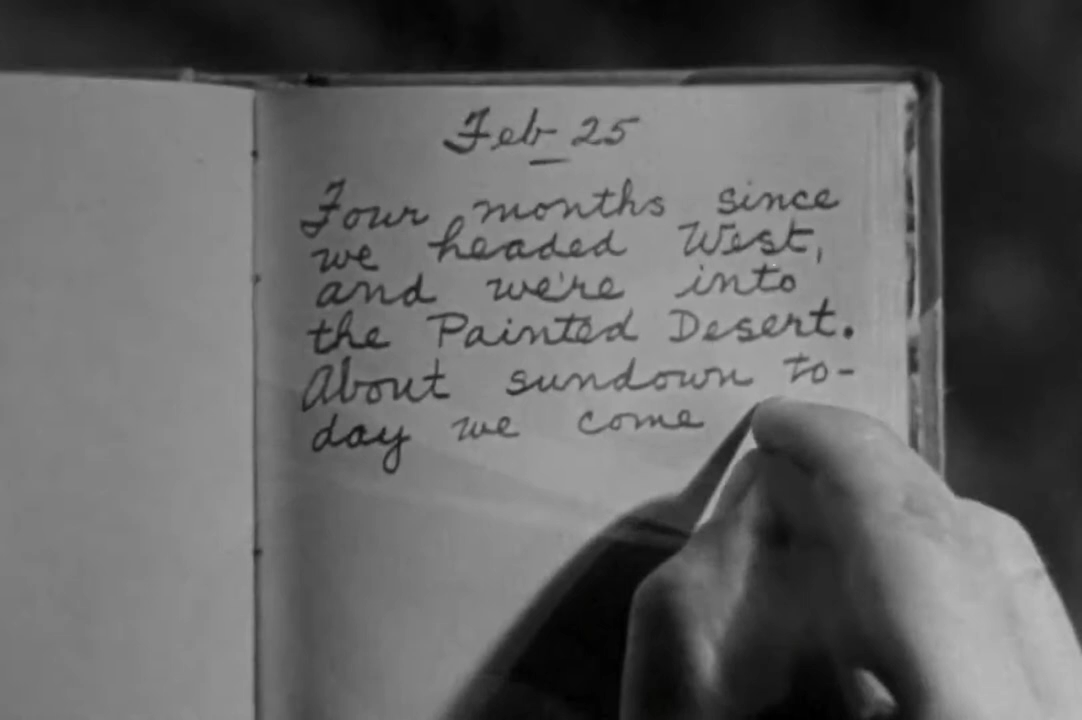 Feb 25
Four months since
we headed West,
and we're into
the Painted Desert.
About sundown to-
day we come